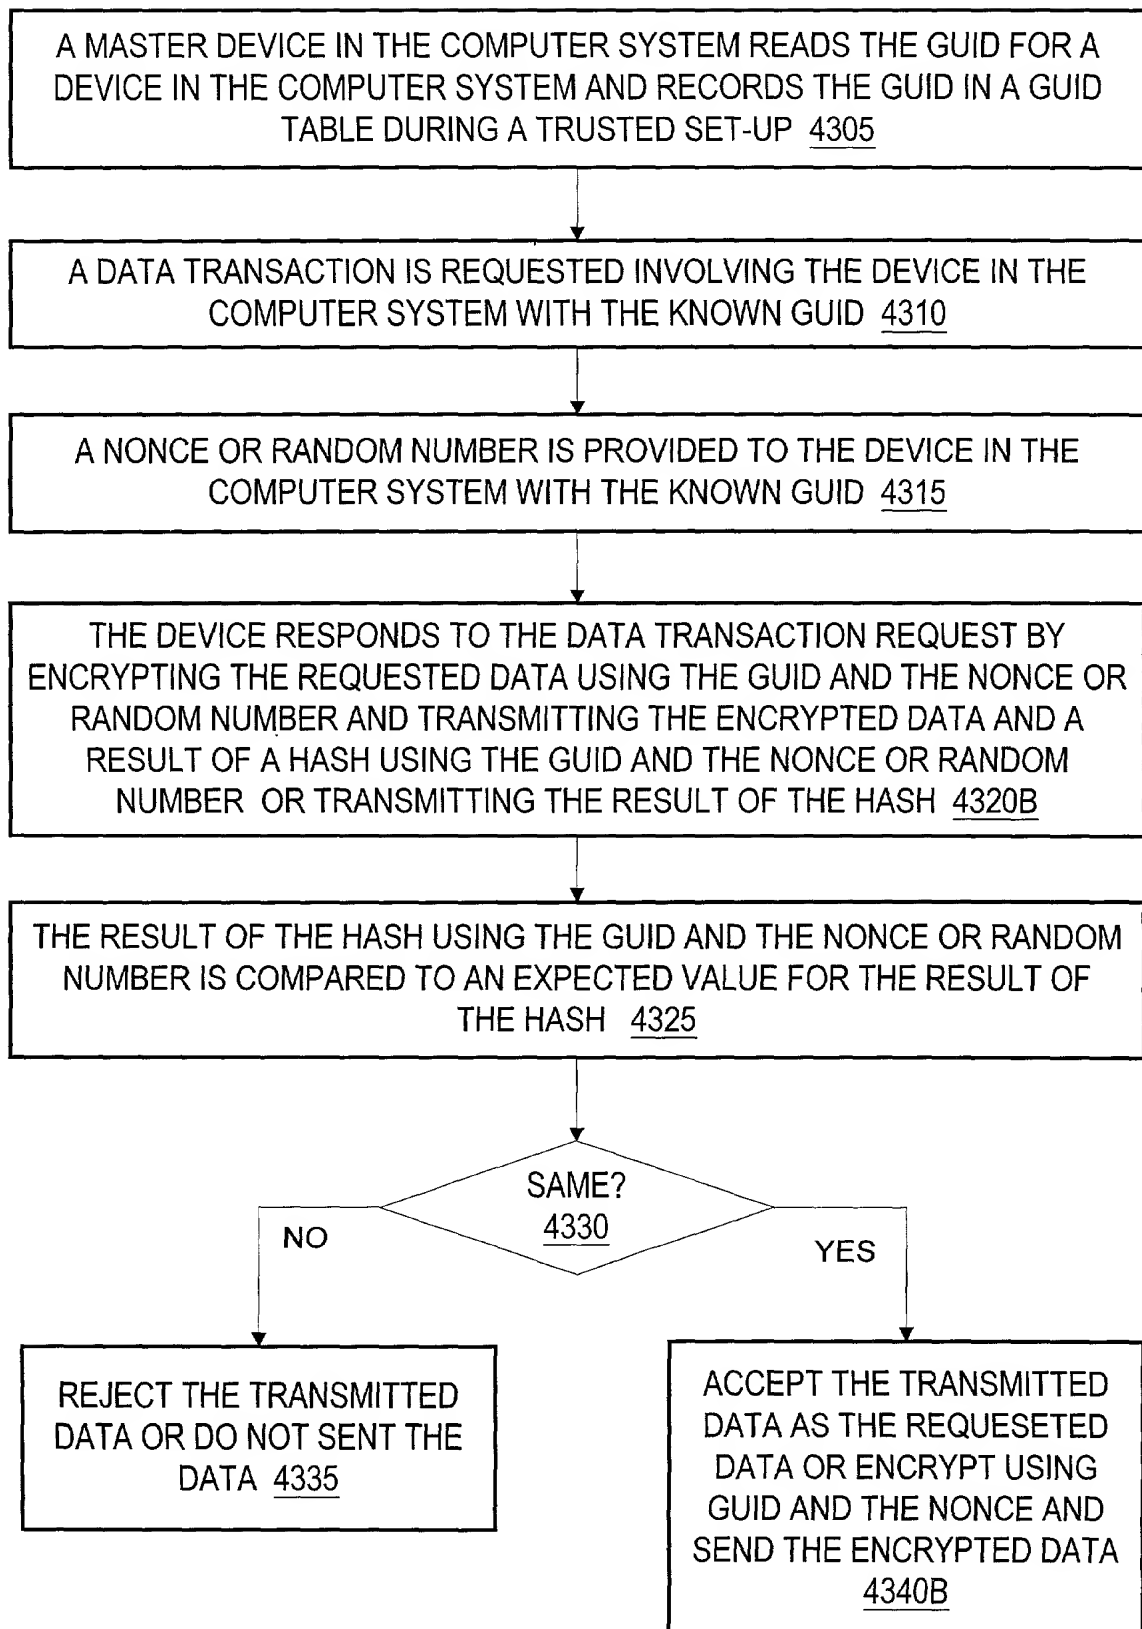 A MASTER DEVICE IN THE COMPUTER SYSTEM READS THE GUID FOR A
DEVICE IN THE COMPUTER SYSTEM AND RECORDS THE GUID IN A GUID
TABLE DURING A TRUSTED SET-UP 4305
A DATA TRANSACTION IS REQUESTED INVOLVING THE DEVICE IN THE
COMPUTER SYSTEM WITH THE KNOWN GUID 4310
A NONCE OR RANDOM NUMBER IS PROVIDED TO THE DEVICE IN THE
COMPUTER SYSTEM WITH THE KNOWN GUID 4315
THE DEVICE RESPONDS TO THE DATA TRANSACTION REQUEST BY
ENCRYPTING THE REQUESTED DATA USING THE GUID AND THE NONCE OR
RANDOM NUMBER AND TRANSMITTING THE ENCRYPTED DATA AND A
RESULT OF A HASH USING THE GUID AND THE NONCE OR RANDOM
NUMBER OR TRANSMITTING THE RESULT OF THE HASH 4320B
THE RESULT OF THE HASH USING THE GUID AND THE NONCE OR RANDOM
NUMBER IS COMPARED TO AN EXPECTED VALUE FOR THE RESULT OF
THE HASH 4325
SAME?
4330
NO
YES
REJECT THE TRANSMITTED
DATA OR DO NOT SENT THE
DATA 4335
ACCEPT THE TRANSMITTED
DATA AS THE REQUESETED
DATA OR ENCRYPT USING
GUID AND THE NONCE AND
SEND THE ENCRYPTED DATA
4340B